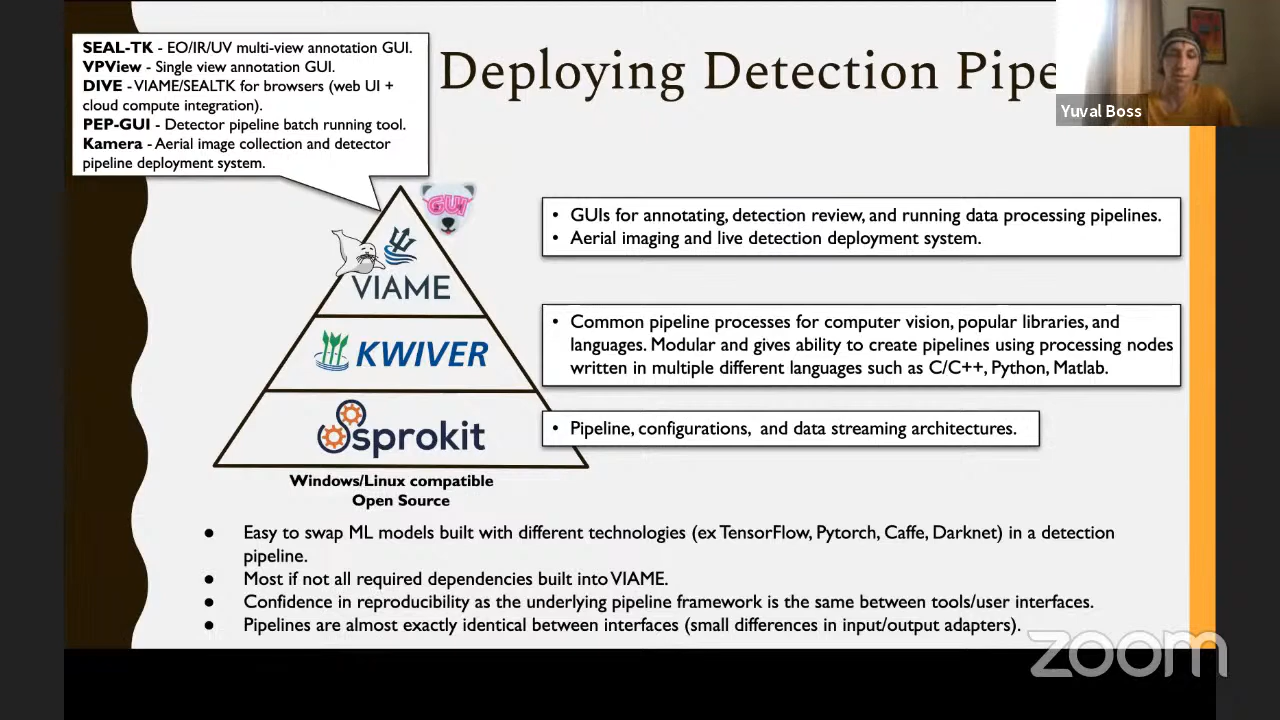 SEAL-TK - EO/IR/UV multi-view annotation GUI.
VPView - Single view annotation GUI.
DIVE - VIAME/SEALTK for browsers (web UI +
cloud compute integration).
PEP-GUI - Detector pipeline batch running tool.
Kamera - Aerial image collection and detector
pipeline deployment system.
Deploying Detection Pipe
Yuval Boss
GUI
VIAME
KWIVER
sprokit
• GUIs for annotating, detection review, and running data processing pipelines.
• Aerial imaging and live detection deployment system.
• Common pipeline processes for computer vision, popular libraries, and
languages. Modular and gives ability to create pipelines using processing nodes
written in multiple different languages such as C/C++, Python, Matlab.
• Pipeline, configurations, and data streaming architectures.
Windows/Linux compatible
Open Source
● Easy to swap ML models built with different technologies (ex TensorFlow, Pytorch, Caffe, Darknet) in a detection
pipeline.
● Most if not all required dependencies built into VIAME.
● Confidence in reproducibility as the underlying pipeline framework is the same between tools/user interfaces.
● Pipelines are almost exactly identical between interfaces (small differences in input/output adapters).
zoom